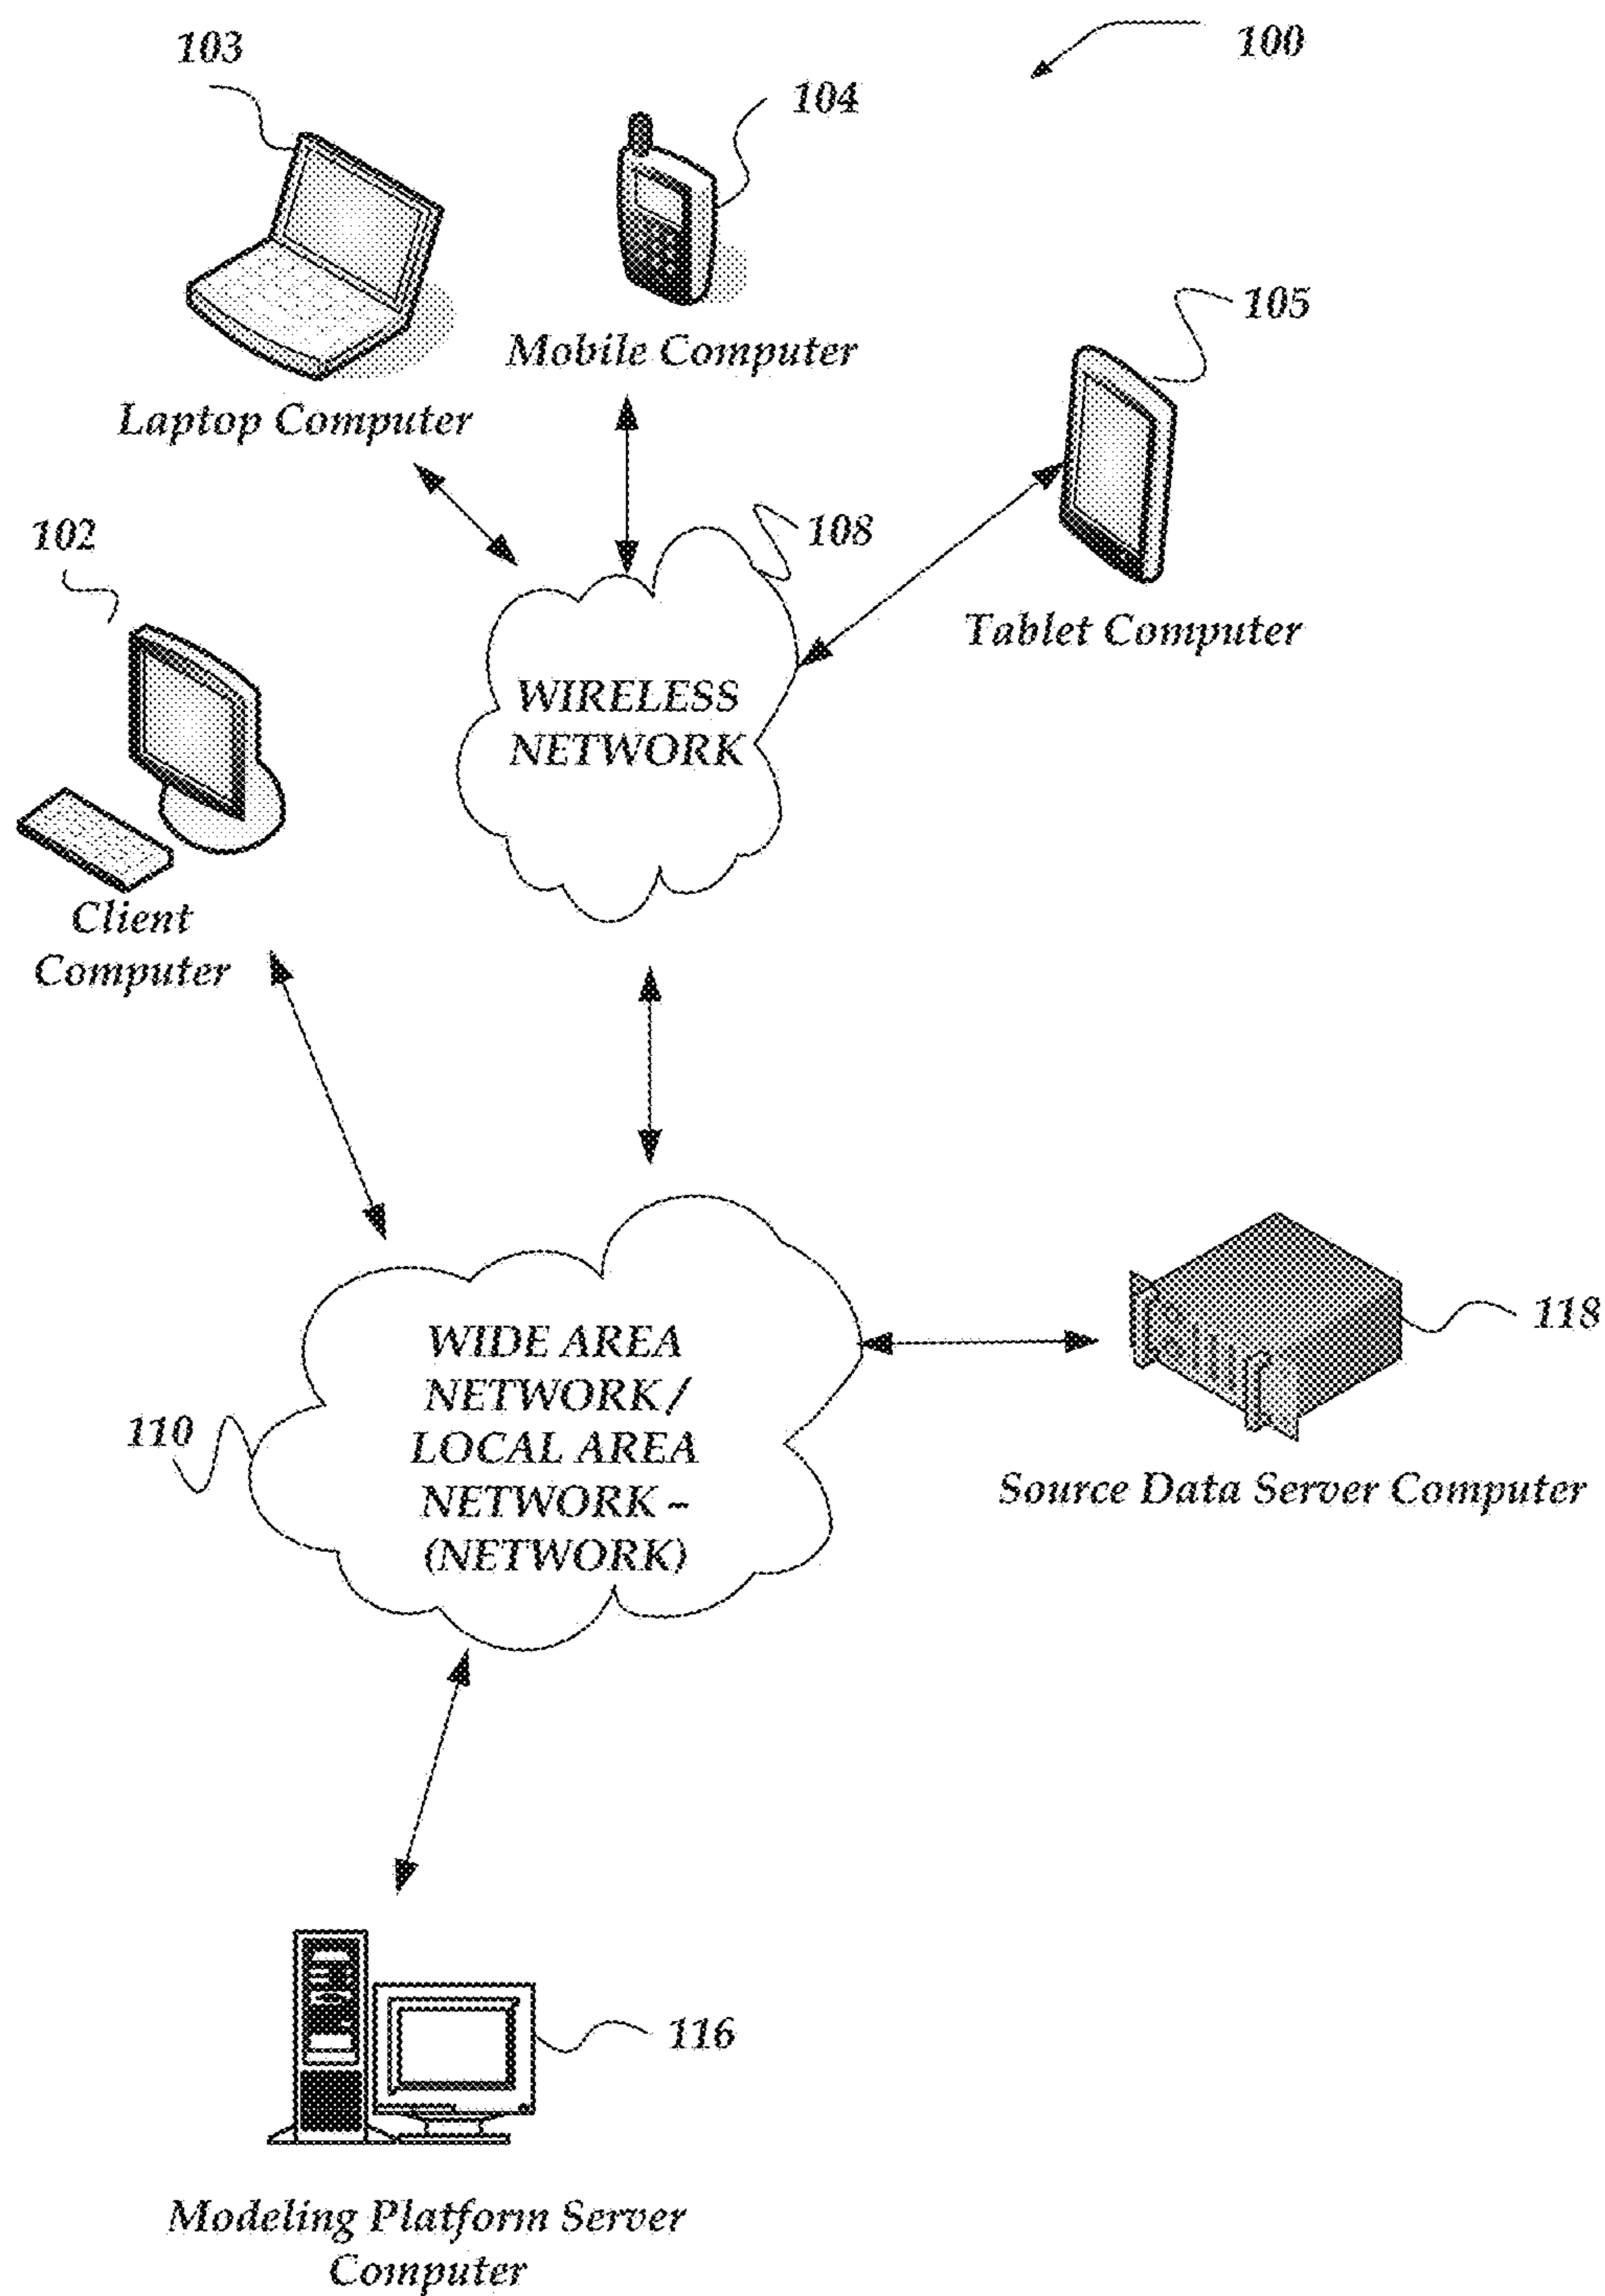 103
100
104
105
Mobile Computer
Laptop Computer
102
108
Tablet Computer
WIRELESS
NETWORK
Client
Computer
118
WIDE AREA
NETWORK /
LOCAL AREA
NETWORK –
(NETWORK)
110
Source Data Server Computer
116
Modeling Platform Server
Computer